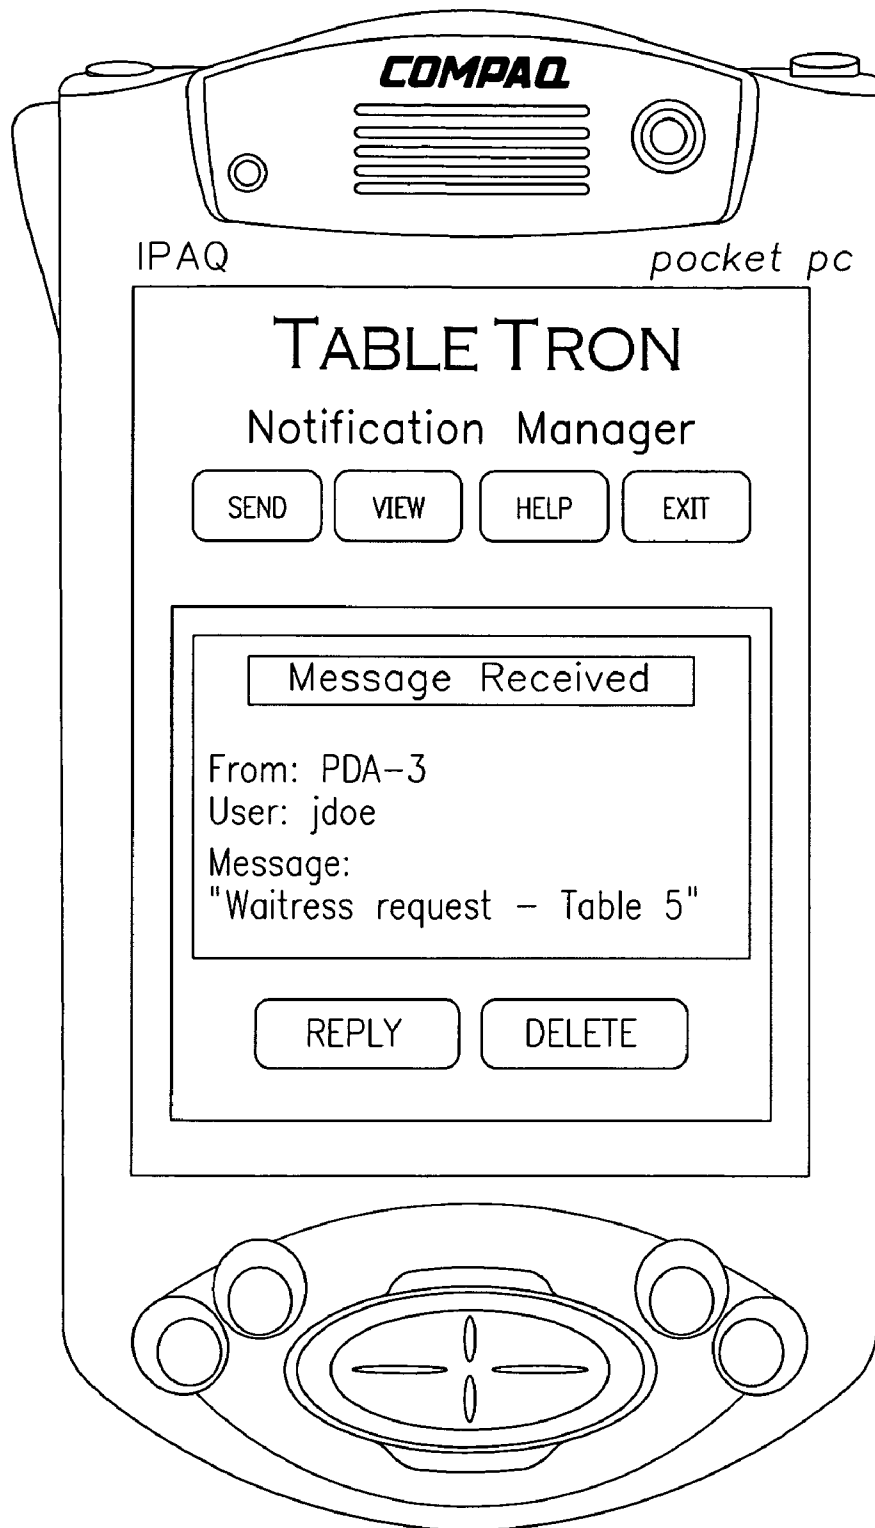 COMPAQ
IPAQ pocket pc
TABLE TRON
Notification Manager
SEND VIEW HELP EXIT
Message Received
From: PDA-3
User: jdoe
Message:
"Waitress request - Table 5"
REPLY DELETE